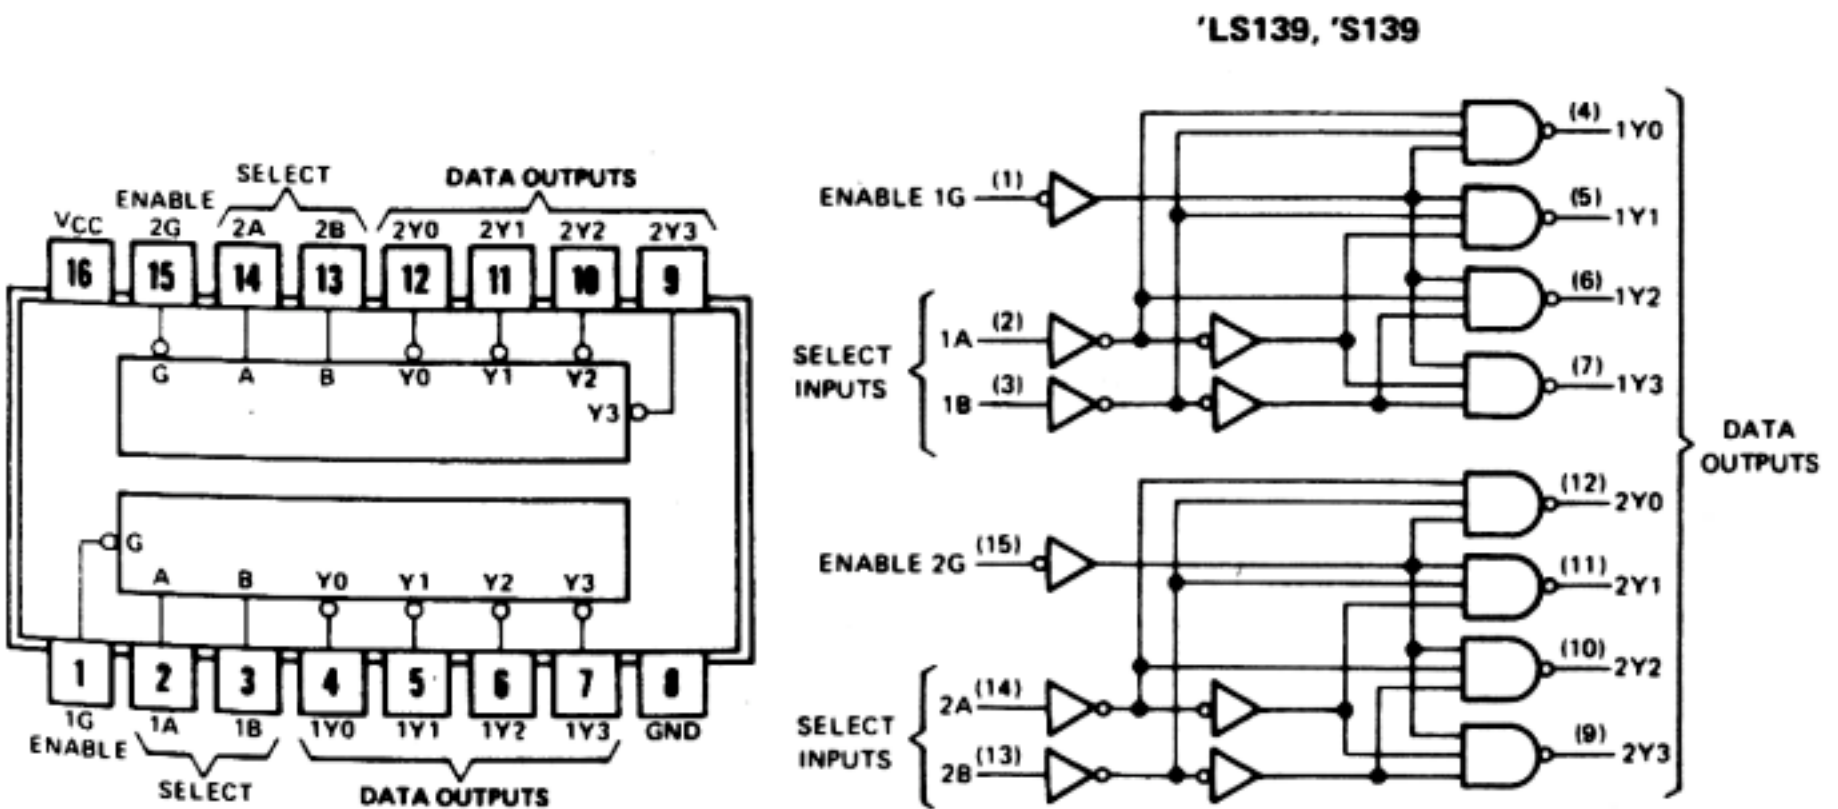 'LS139, 'S139
SELECT
DATA OUTPUTS
ENABLE
VCC 2G 2A 2B 2Y0 2Y1 2Y2 2Y3
16 15 14 13 12 11 10 9
G A B Y0 Y1 Y2
Y3
G
A B Y0 Y1 Y2 Y3
1 2 3 4 5 6 7 8
1G 1A 1B 1Y0 1Y1 1Y2 1Y3 GND
ENABLE
SELECT
DATA OUTPUTS
(4) 1Y0
ENABLE 1G (1)
(5) 1Y1
(6) 1Y2
SELECT
INPUTS
1A (2)
1B (3)
(7) 1Y3
DATA
OUTPUTS
(12) 2Y0
ENABLE 2G (15)
(11) 2Y1
(10) 2Y2
SELECT
INPUTS
2A (14)
2B (13)
(9) 2Y3